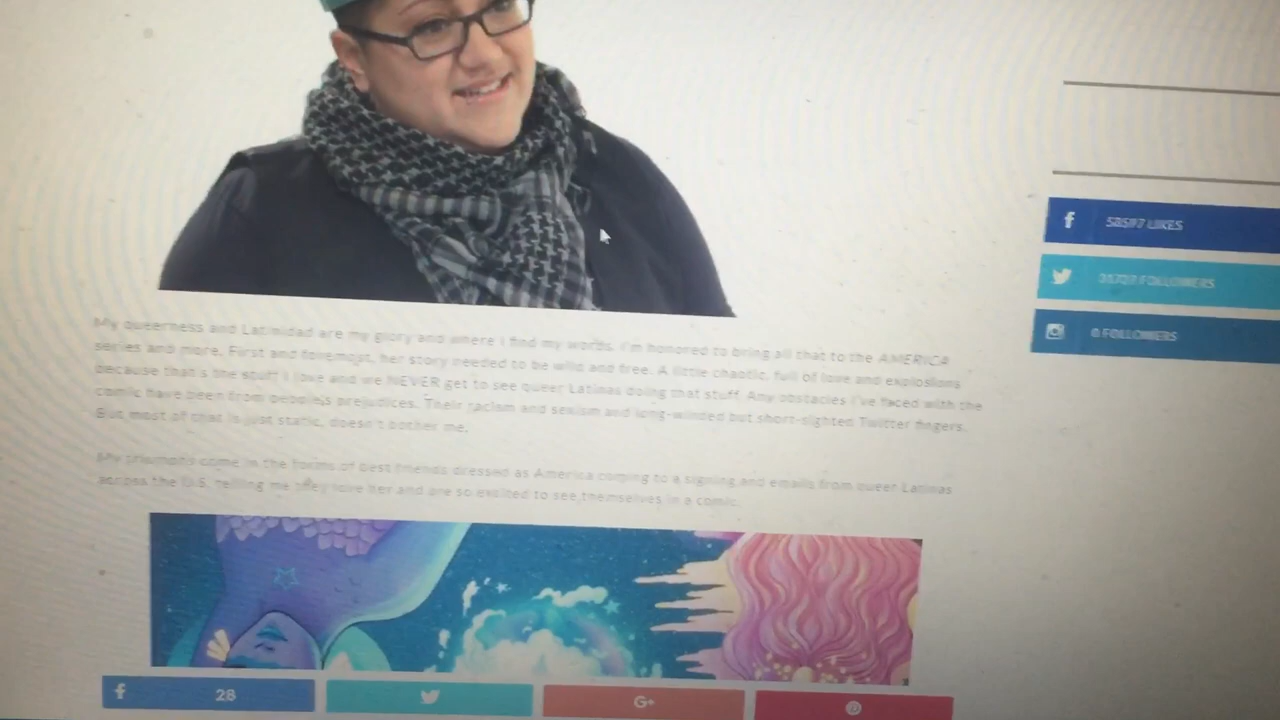 58597 LIKES
FOLLOWERS
0 FOLLOWERS
My queerness and Latinidad are my glory and where I find my words. I'm honored to bring all that to the AMERICA
series and more. First and foremost, her story needed to be wild and free. A little chaotic, full of love and explosions
because that's the stuff I love and we NEVER get to see queer Latinas doing that stuff. Any obstacles I've faced with the
comic have been from people's prejudices. Their racism and sexism and long-winded but short-sighted Twitter fingers.
But most of that is just static, doesn't bother me.
My triumphs come in the forms of best friends dressed as America coming to a signing and emails from queer Latinas
across the U.S. telling me they love her and are so excited to see themselves in a comic.
28
G+